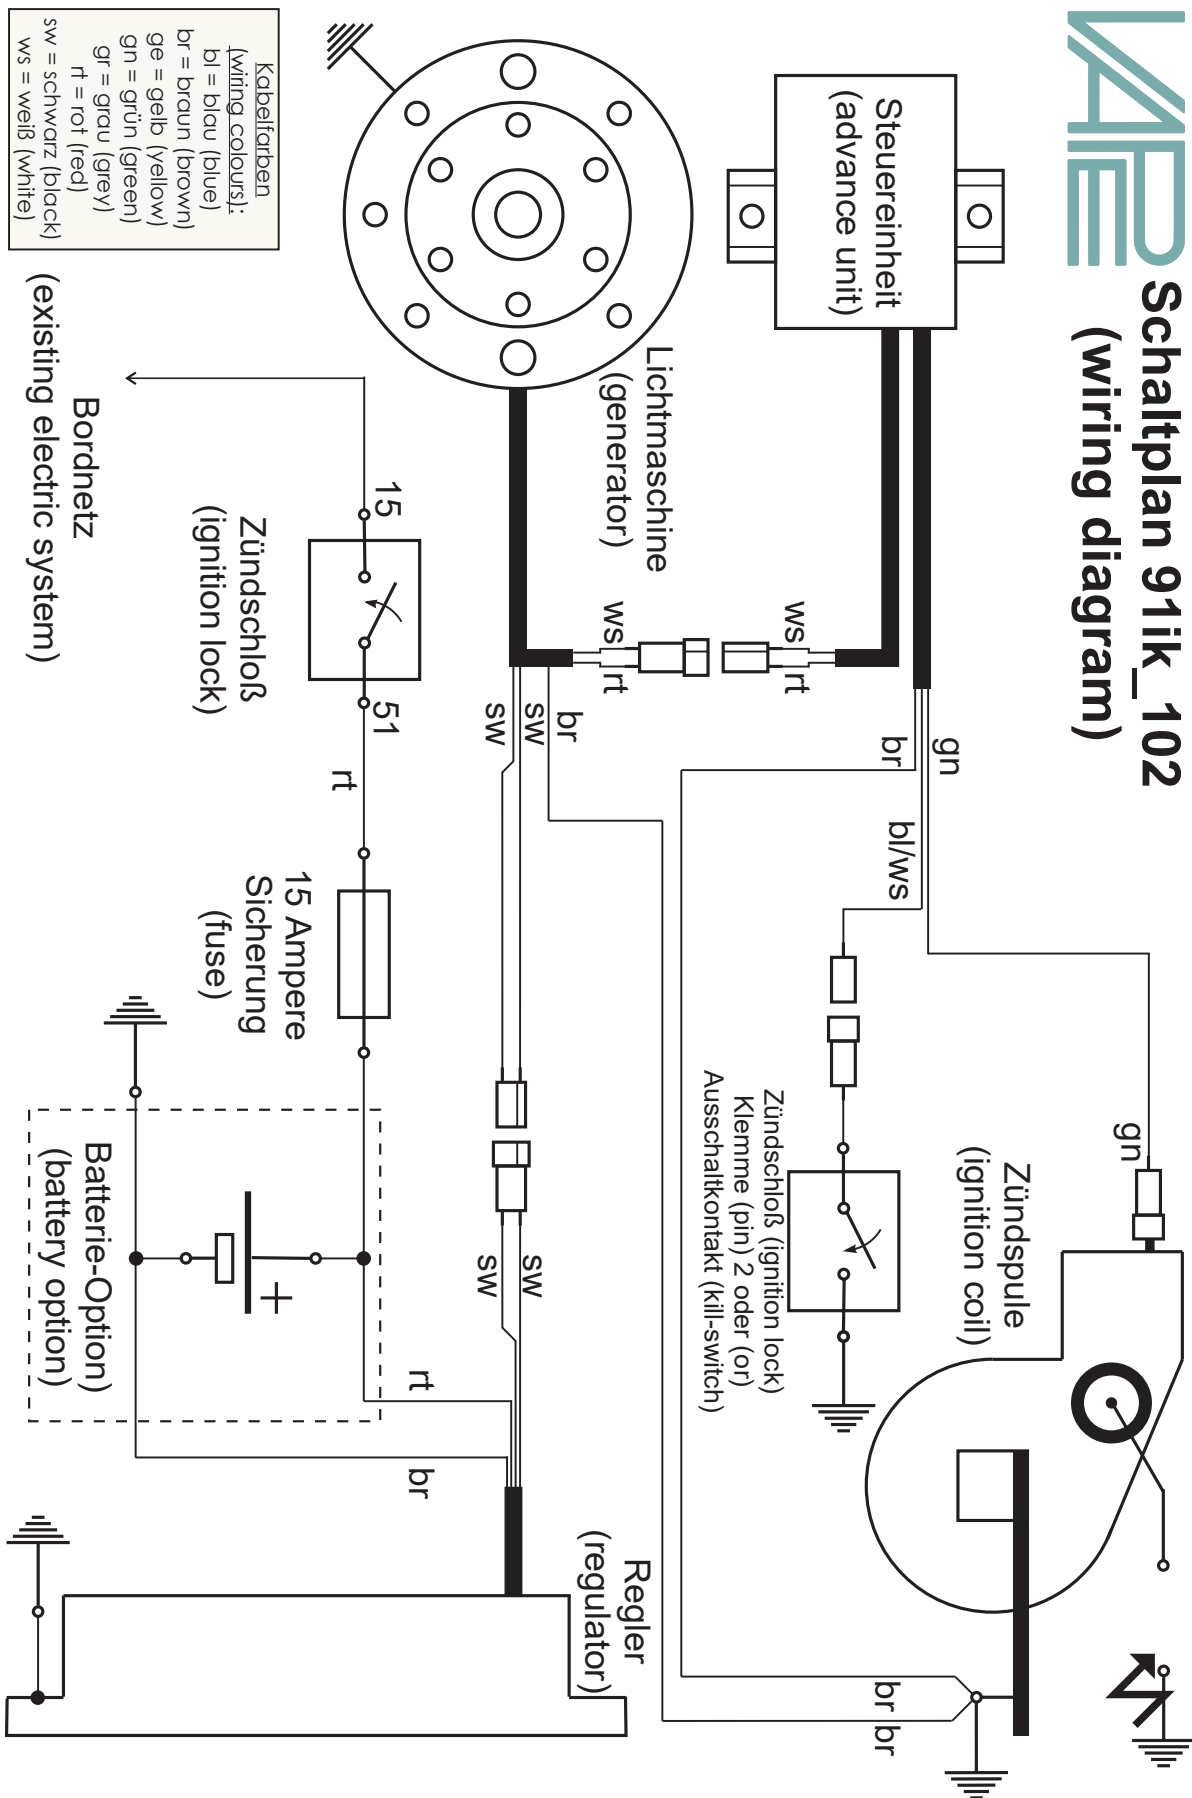 VAPE
Schaltplan 91ik_102
(wiring diagram)
Steuereinheit
(advance unit)
Lichtmaschine
(generator)
ws
rt
ws
rt
gn
br
bl/ws
gn
Zündspule
(ignition coil)
Zündschloß (ignition lock)
Klemme (pin) 2 oder (or)
Ausschaltkontakt (kill-switch)
br
br
br
sw
sw
sw
sw
15
51
Zündschloß
(ignition lock)
rt
15 Ampere
Sicherung
(fuse)
Bordnetz
(existing electric system)
+
Batterie-Option)
(battery option)
rt
br
Regler
(regulator)
Kabelfarben
(wiring colours):
bl = blau (blue)
br = braun (brown)
ge = gelb (yellow)
gn = grün (green)
gr = grau (grey)
rt = rot (red)
sw = schwarz (black)
ws = weiß (white)